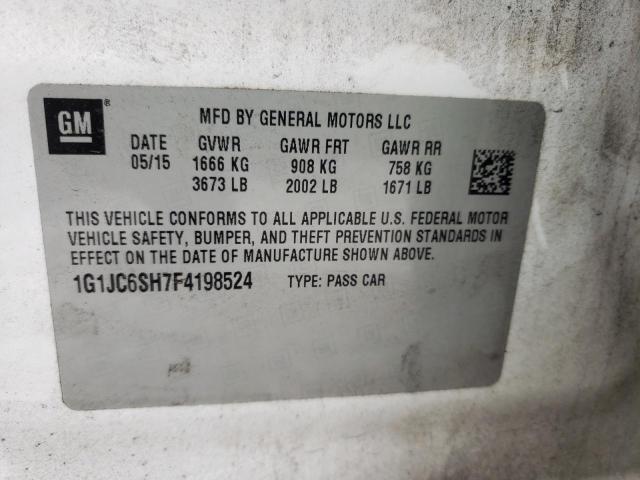 GM ®
MFD BY GENERAL MOTORS LLC
DATE GVWR GAWR FRT GAWR RR
05/15 1666 KG 908 KG 758 KG
3673 LB 2002 LB 1671 LB
THIS VEHICLE CONFORMS TO ALL APPLICABLE U.S. FEDERAL MOTOR
VEHICLE SAFETY, BUMPER, AND THEFT PREVENTION STANDARDS IN
EFFECT ON THE DATE OF MANUFACTURE SHOWN ABOVE.
1G1JC6SH7F4198524 TYPE: PASS CAR